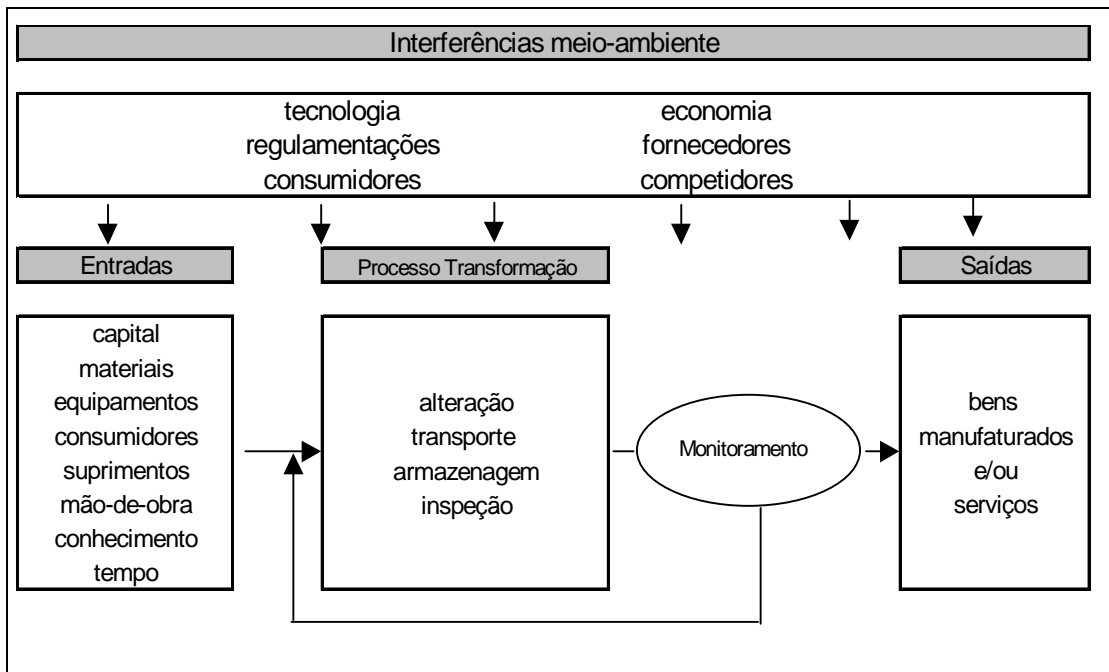 Interferências meio-ambiente
tecnologia
regulamentações
consumidores
economia
fornecedores
competidores
Entradas
Processo Transformação
Saídas
capital
materiais
equipamentos
consumidores
suprimentos
mão-de-obra
conhecimento
tempo
alteração
transporte
armazenagem
inspeção
Monitoramento
bens
manufaturados
e/ou
serviços